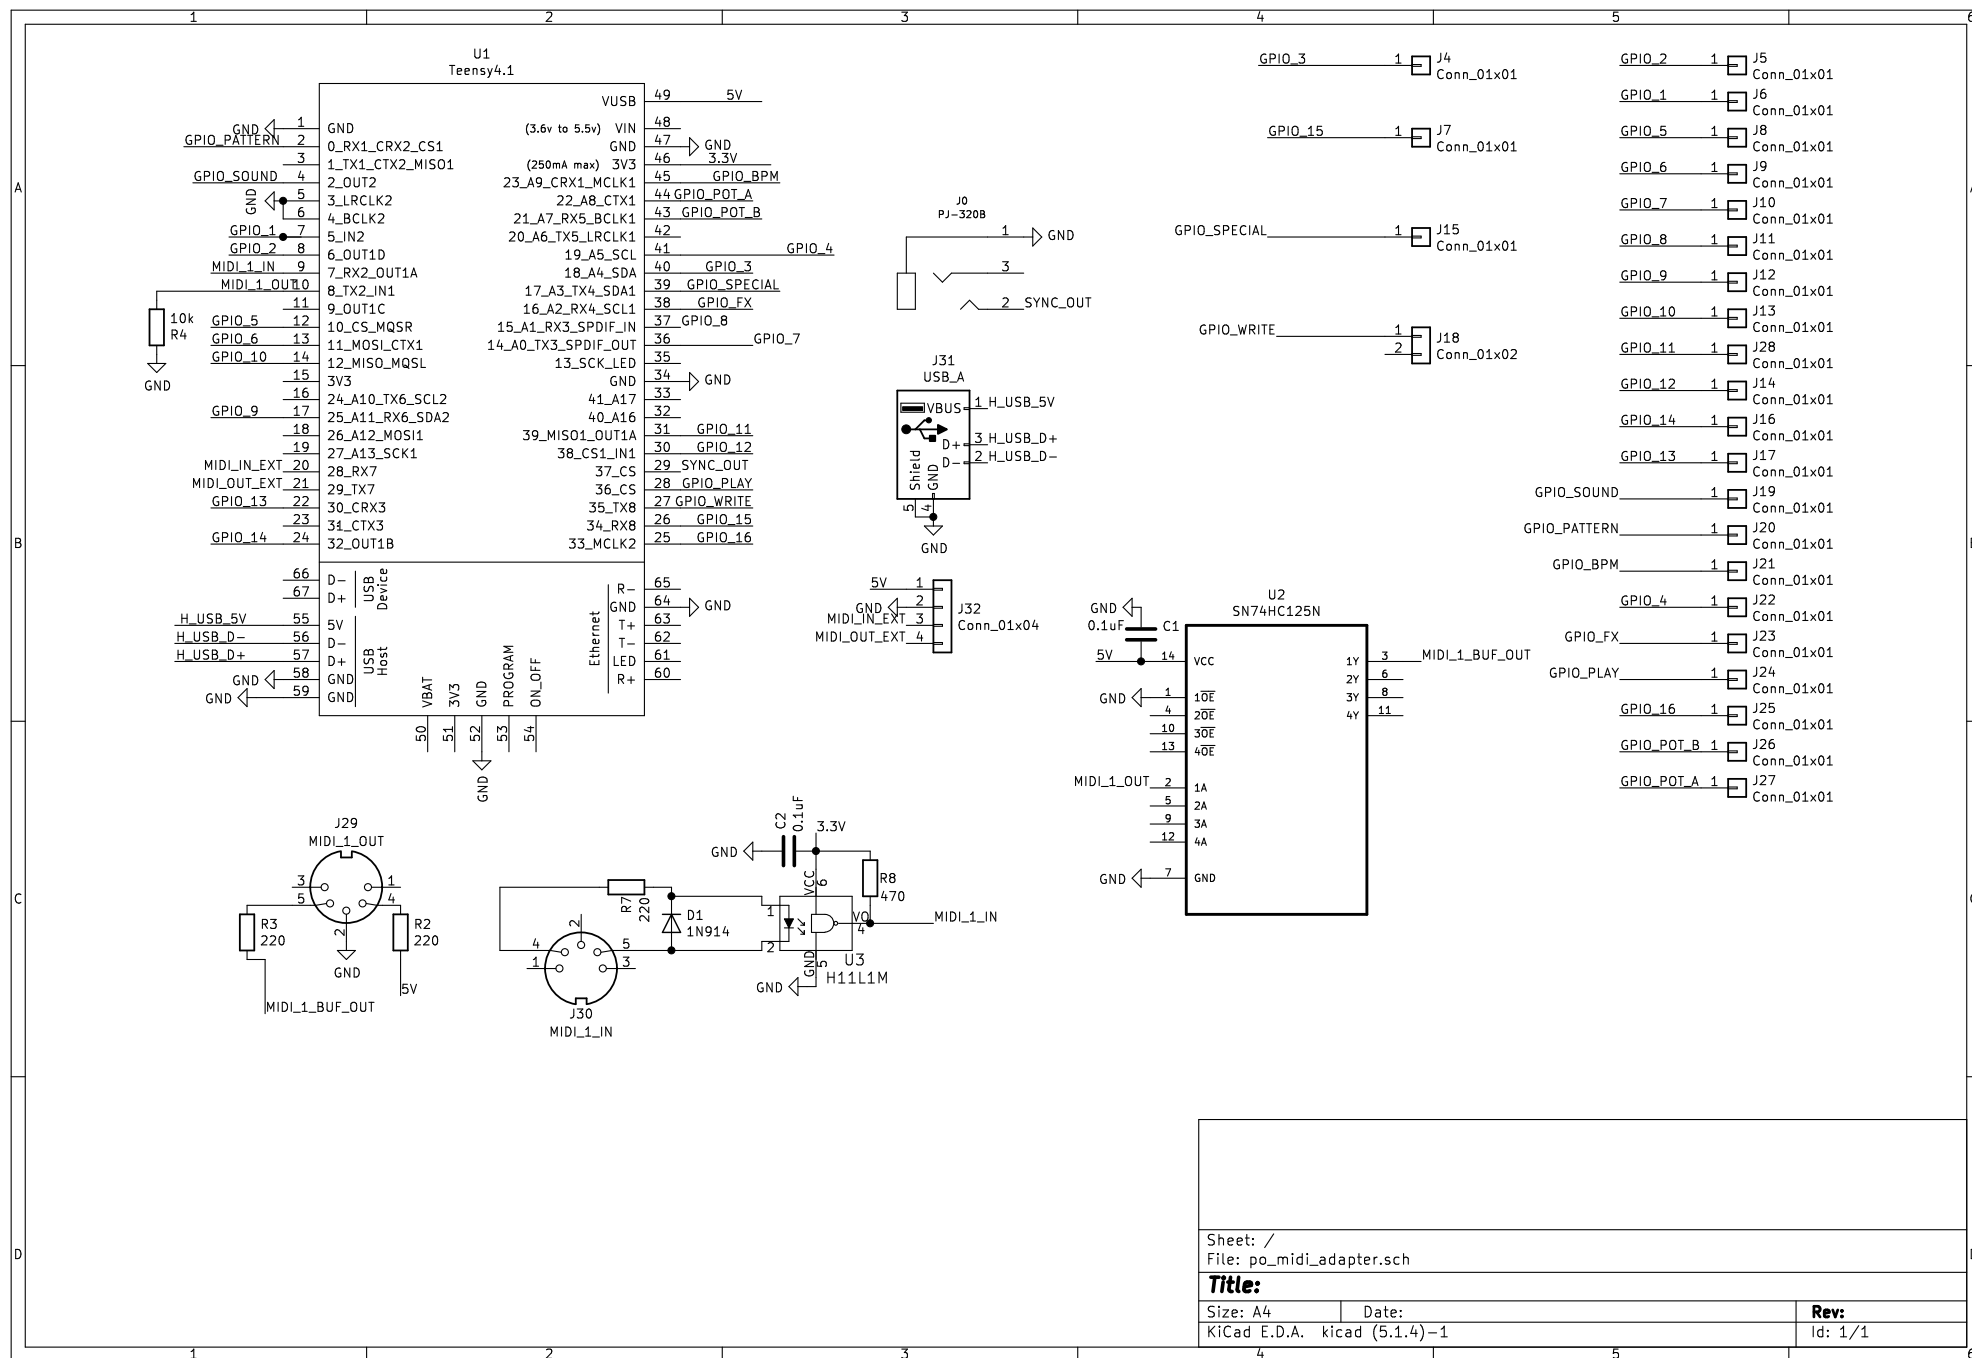 1 2 3 4 5 6
A
B
C
D
U1
Teensy4.1
VUSB 49 5V
GND 1 GND
(3.6v to 5.5v) VIN 48
GPIO_PATTERN 2 0_RX1_CRX2_CS1
GND 47 GND
3 1_TX1_CTX2_MISO1
(250mA max) 3V3 46 3.3V
GPIO_SOUND 4 2_OUT2
23_A9_CRX1_MCLK1 45 GPIO_BPM
GND 5 3_LRCLK2
22_A8_CTX1 44 GPIO_POT_A
6 4_BCLK2
21_A7_RX5_BCLK1 43 GPIO_POT_B
GPIO_1 7 5_IN2
20_A6_TX5_LRCLK1 42
GPIO_2 8 6_OUT1D
19_A5_SCL 41 GPIO_4
MIDI_1_IN 9 7_RX2_OUT1A
18_A4_SDA 40 GPIO_3
MIDI_1_OUT 10 8_TX2_IN1
17_A3_TX4_SDA1 39 GPIO_SPECIAL
11 9_OUT1C
16_A2_RX4_SCL1 38 GPIO_FX
GPIO_5 12 10_CS_MQSR
15_A1_RX3_SPDIF_IN 37 GPIO_8
GPIO_6 13 11_MOSI_CTX1
14_A0_TX3_SPDIF_OUT 36 GPIO_7
GPIO_10 14 12_MISO_MQSL
13_SCK_LED 35
15 3V3
GND 34 GND
16 24_A10_TX6_SCL2
41_A17 33
GPIO_9 17 25_A11_RX6_SDA2
40_A16 32
18 26_A12_MOSI1
39_MISO1_OUT1A 31 GPIO_11
19 27_A13_SCK1
38_CS1_IN1 30 GPIO_12
MIDI_IN_EXT 20 28_RX7
37_CS 29 SYNC_OUT
MIDI_OUT_EXT 21 29_TX7
36_CS 28 GPIO_PLAY
GPIO_13 22 30_CRX3
35_TX8 27 GPIO_WRITE
23 31_CTX3
34_RX8 26 GPIO_15
GPIO_14 24 32_OUT1B
33_MCLK2 25 GPIO_16
10k
R4
GND
66 D-
67 D+
USB
Device
H_USB_5V 55 5V
H_USB_D- 56 D-
H_USB_D+ 57 D+
GND 58 GND
GND 59 GND
USB
Host
R- 65
GND 64 GND
T+ 63
T- 62
LED 61
R+ 60
Ethernet
VBAT 50
3V3 51
GND 52
PROGRAM 53
ON_OFF 54
GND
J0
PJ-320B
1 GND
3
2 SYNC_OUT
J31
USB_A
VBUS 1 H_USB_5V
D+ 3 H_USB_D+
D- 2 H_USB_D-
Shield 5
GND 4
GND
5V 1
GND 2
MIDI_IN_EXT 3
MIDI_OUT_EXT 4
J32
Conn_01x04
GPIO_3 1 J4
Conn_01x01
GPIO_15 1 J7
Conn_01x01
GPIO_SPECIAL 1 J15
Conn_01x01
GPIO_WRITE 1
2
J18
Conn_01x02
GPIO_2 1 J5
Conn_01x01
GPIO_1 1 J6
Conn_01x01
GPIO_5 1 J8
Conn_01x01
GPIO_6 1 J9
Conn_01x01
GPIO_7 1 J10
Conn_01x01
GPIO_8 1 J11
Conn_01x01
GPIO_9 1 J12
Conn_01x01
GPIO_10 1 J13
Conn_01x01
GPIO_11 1 J28
Conn_01x01
GPIO_12 1 J14
Conn_01x01
GPIO_14 1 J16
Conn_01x01
GPIO_13 1 J17
Conn_01x01
GPIO_SOUND 1 J19
Conn_01x01
GPIO_PATTERN 1 J20
Conn_01x01
GPIO_BPM 1 J21
Conn_01x01
GPIO_4 1 J22
Conn_01x01
GPIO_FX 1 J23
Conn_01x01
GPIO_PLAY 1 J24
Conn_01x01
GPIO_16 1 J25
Conn_01x01
GPIO_POT_B 1 J26
Conn_01x01
GPIO_POT_A 1 J27
Conn_01x01
U2
SN74HC125N
GND
0.1uF C1
5V 14 VCC
1Y 3 MIDI_1_BUF_OUT
2Y 6
GND 1 1OE
3Y 8
4 2OE
4Y 11
10 3OE
13 4OE
MIDI_1_OUT 2 1A
5 2A
9 3A
12 4A
GND 7 GND
J29
MIDI_1_OUT
3 1
5 4
2
GND
R3
220
R2
220
MIDI_1_BUF_OUT
5V
R7
220
2
4 5
1 3
J30
MIDI_1_IN
D1
1N914
GND
C2
0.1uF
3.3V
VCC 6
R8
470
1
2
VO 4
MIDI_1_IN
GND 5
GND
U3
H11L1M
Sheet: /
File: po_midi_adapter.sch
Title:
Size: A4 Date: Rev:
KiCad E.D.A. kicad (5.1.4)-1 Id: 1/1
1 2 3 4 5 6